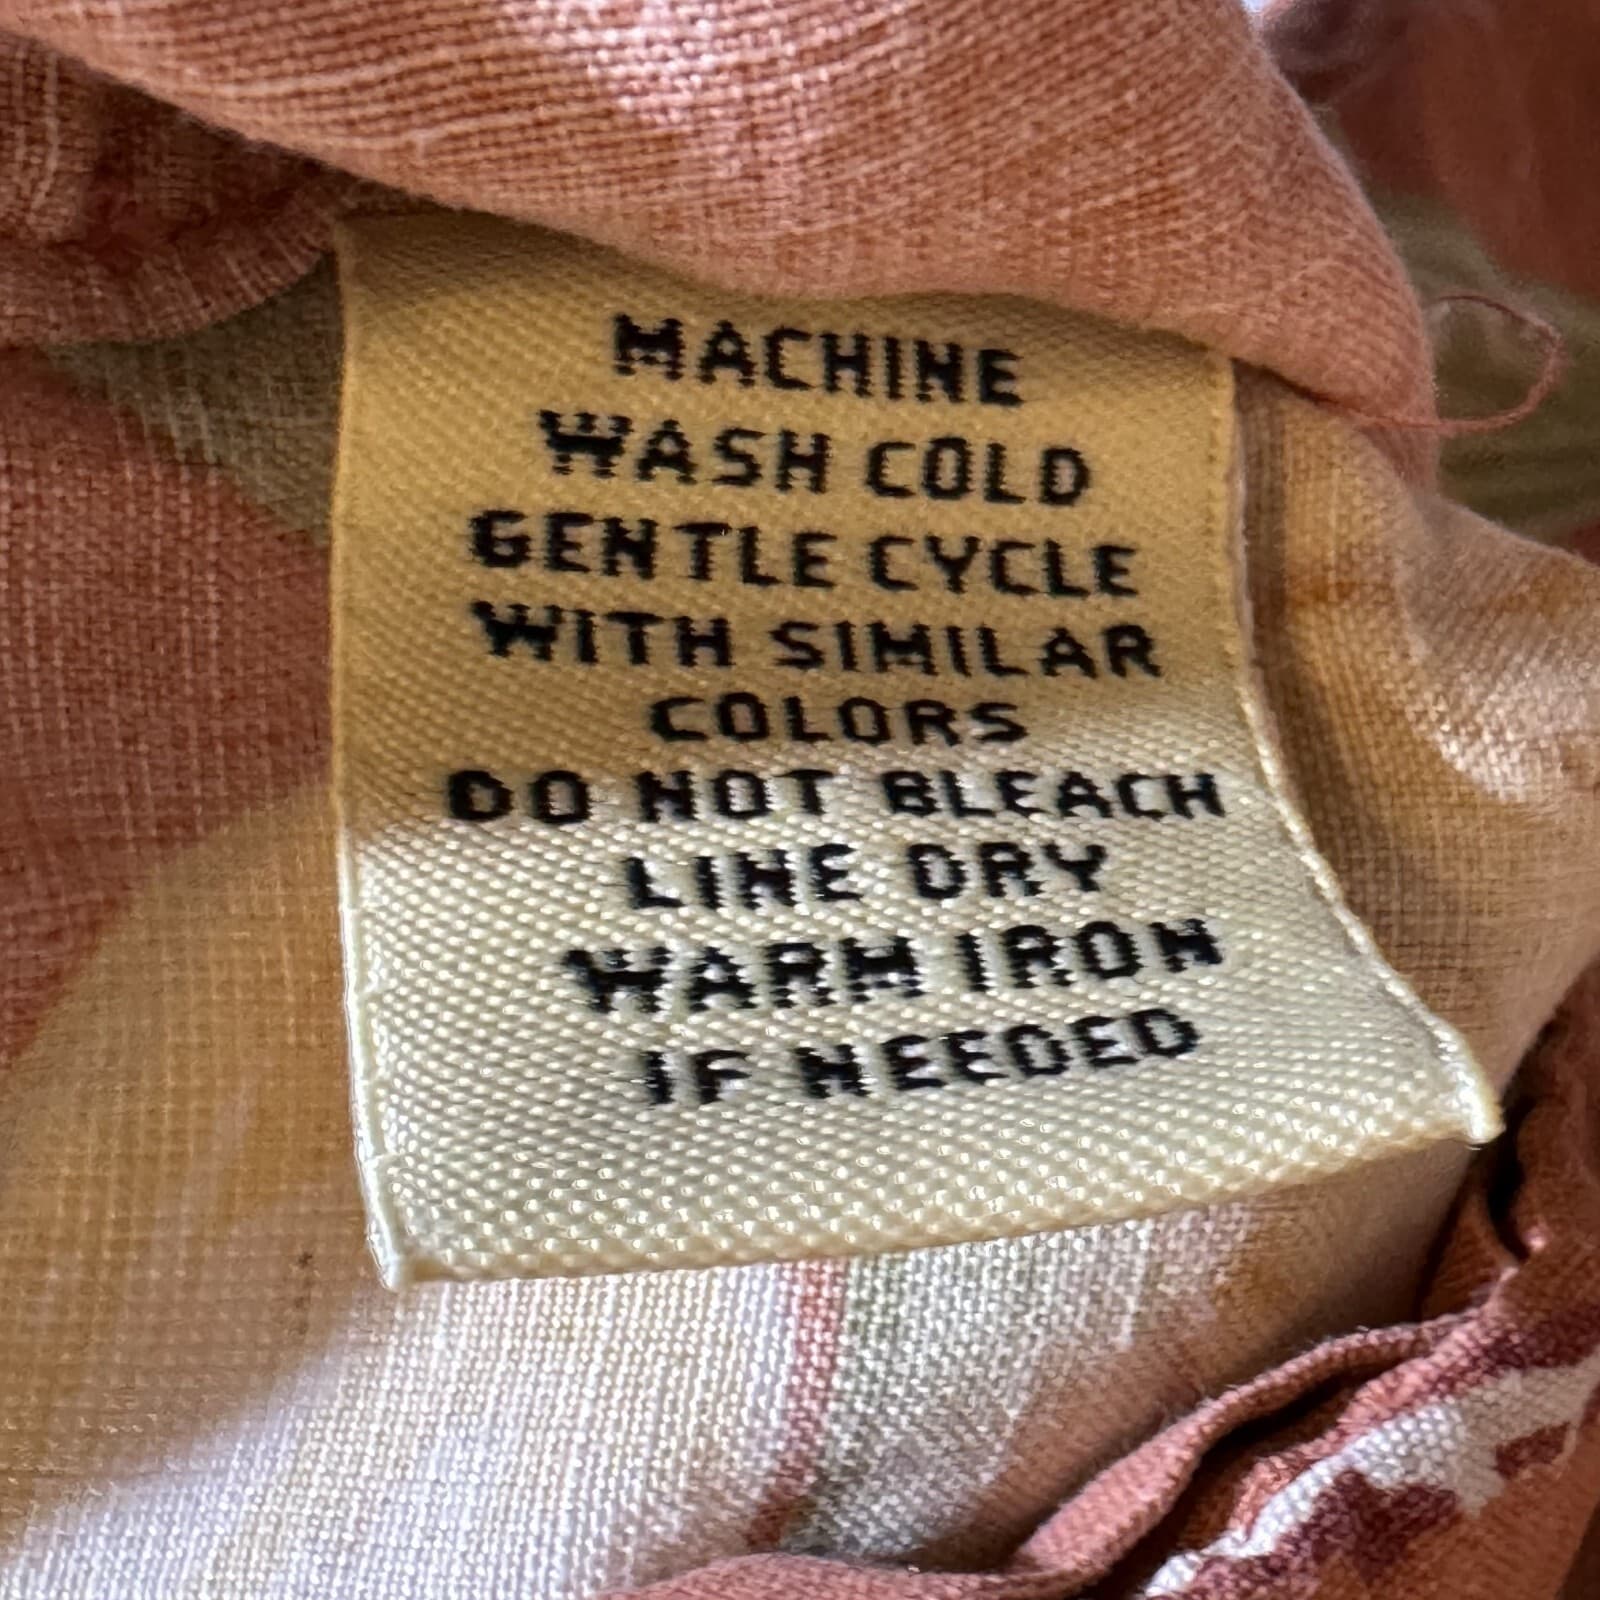 MACHINE
WASH COLD
GENTLE CYCLE
WITH SIMILAR
COLORS
DO NOT BLEACH
LINE DRY
WARM IRON
IF NEEDED